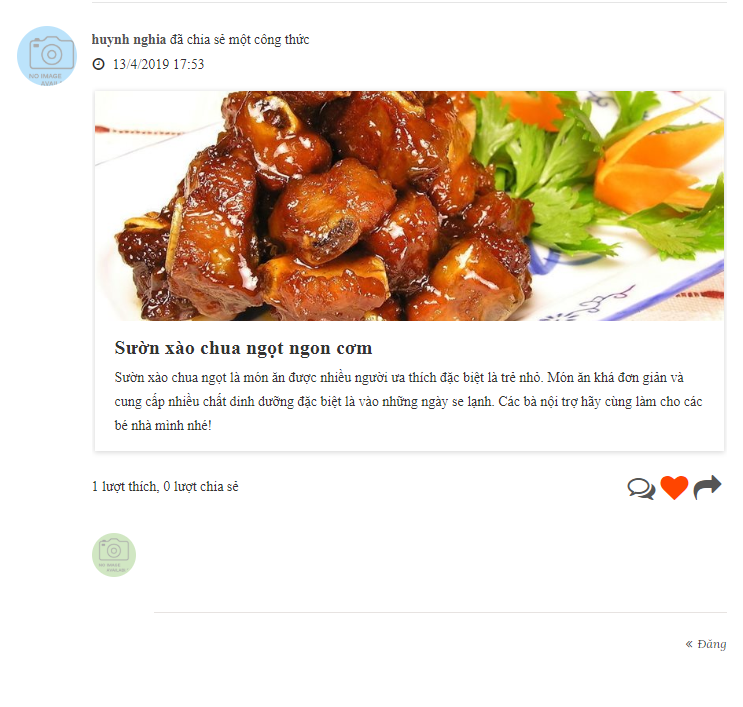 huynh nghia đã chia sẻ một công thức
13/4/2019 17:53
NO IMAGE
AVAIL
Sườn xào chua ngọt ngon cơm
Sườn xào chua ngọt là món ăn được nhiều người ưa thích đặc biệt là trẻ nhỏ. Món ăn khá đơn giản và
cung cấp nhiều chất dinh dưỡng đặc biệt là vào những ngày se lạnh. Các bà nội trợ hãy cùng làm cho các
bé nhà mình nhé!
1 lượt thích, 0 lượt chia sẻ
NO IMAGE
AVAILABL
« Đăng